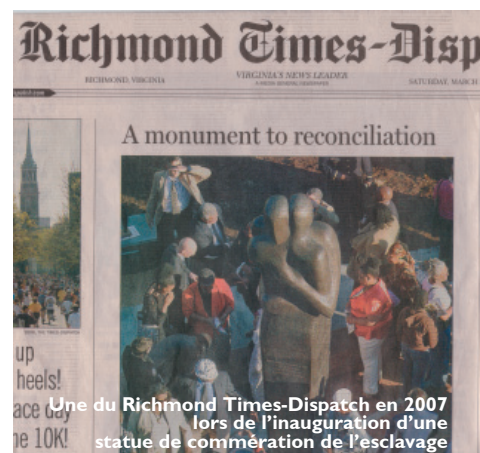 Richmond Times-Disp
RICHMOND, VIRGINIA
VIRGINIA'S NEWS LEADER
SATURDAY, MARCH
A monument to reconciliation
up
heels!
ace day
ne 10K!
Une du Richmond Times-Dispatch en 2007
lors de l'inauguration d'une
statue de commération de l'esclavage